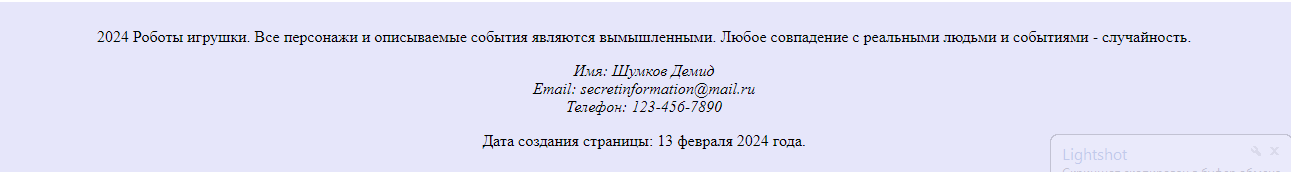 2024 Роботы игрушки. Все персонажи и описываемые события являются вымышленными. Любое совпадение с реальными людьми и событиями - случайность.
Имя: Шумков Демид
Email: secretinformation@mail.ru
Телефон: 123-456-7890
Дата создания страницы: 13 февраля 2024 года.
Lightshot